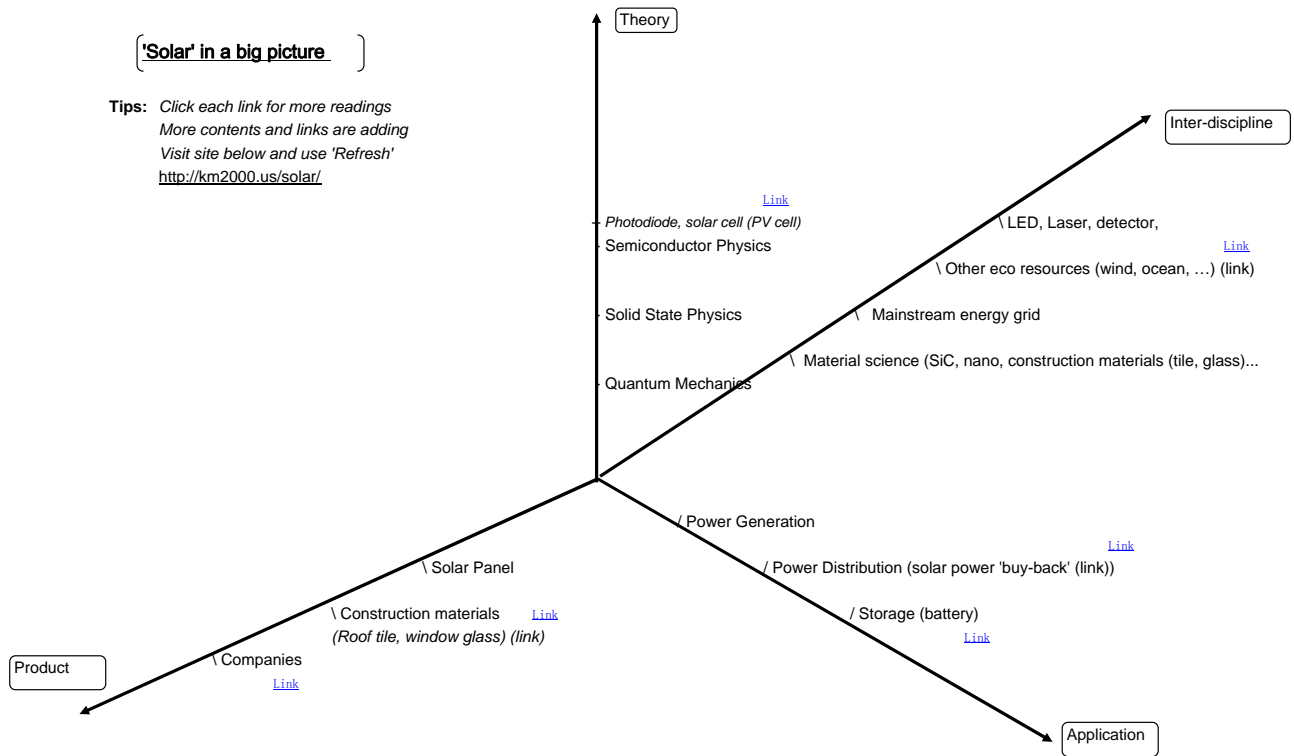 Theory
'Solar' in a big picture
Tips: Click each link for more readings
More contents and links are adding
Visit site below and use 'Refresh'
http://km2000.us/solar/
Inter-discipline
Link
Photodiode, solar cell (PV cell)
Semiconductor Physics
Solid State Physics
Quantum Mechanics
\ LED, Laser, detector,
Link
\ Other eco resources (wind, ocean, …) (link)
\ Mainstream energy grid
\ Material science (SiC, nano, construction materials (tile, glass)...
/ Power Generation
Link
/ Power Distribution (solar power 'buy-back' (link))
/ Storage (battery)
Link
Application
\ Solar Panel
\ Construction materials Link
(Roof tile, window glass) (link)
\ Companies
Link
Product